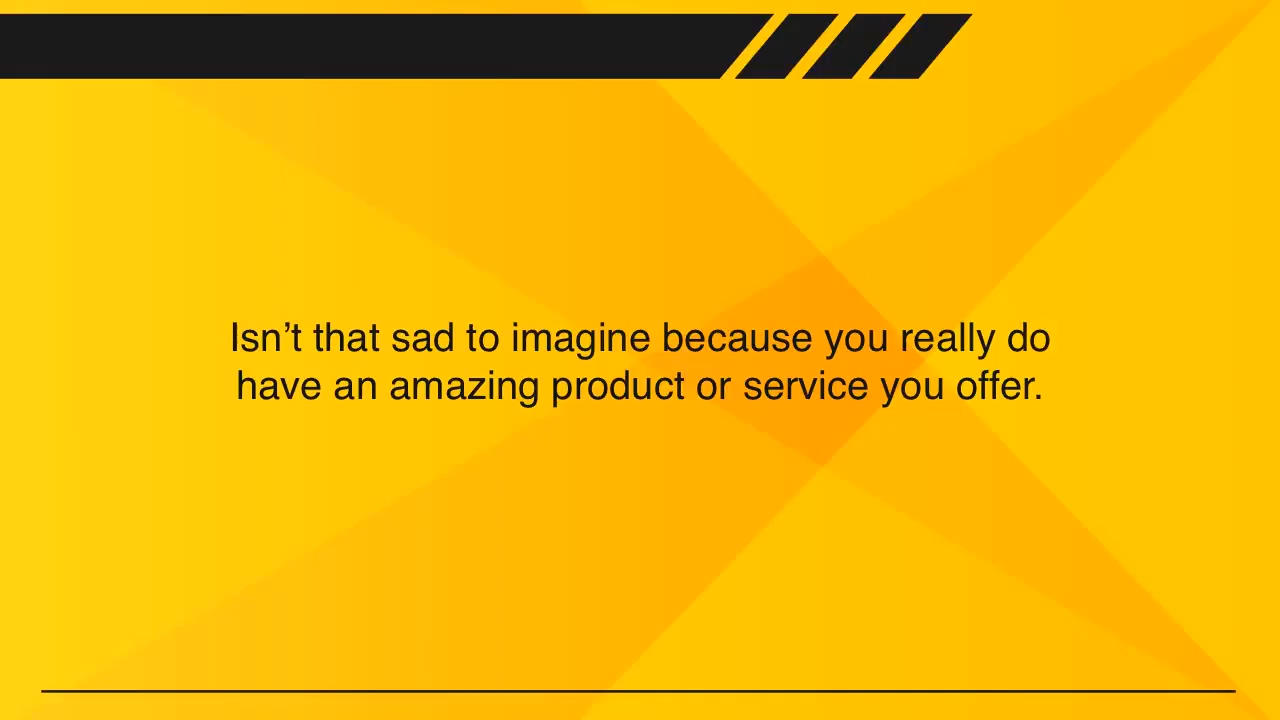 Isn’t that sad to imagine because you really do
have an amazing product or service you offer.